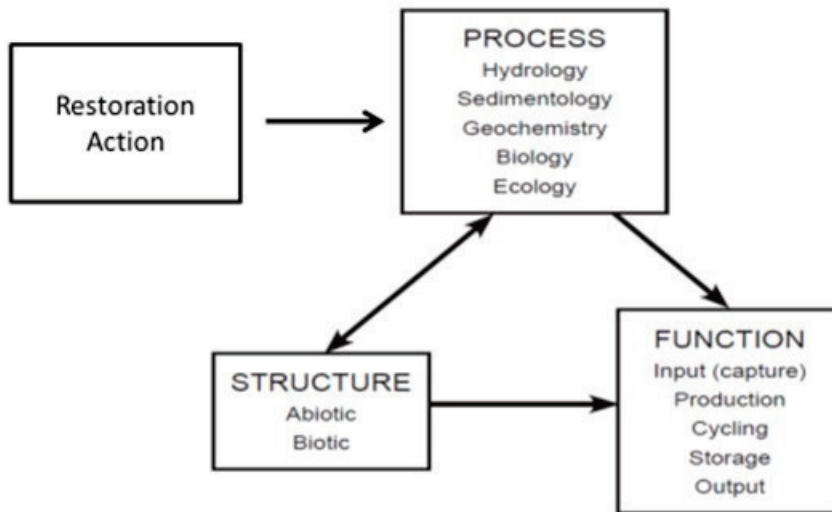 Restoration
Action
PROCESS
Hydrology
Sedimentology
Geochemistry
Biology
Ecology
STRUCTURE
Abiotic
Biotic
FUNCTION
Input (capture)
Production
Cycling
Storage
Output